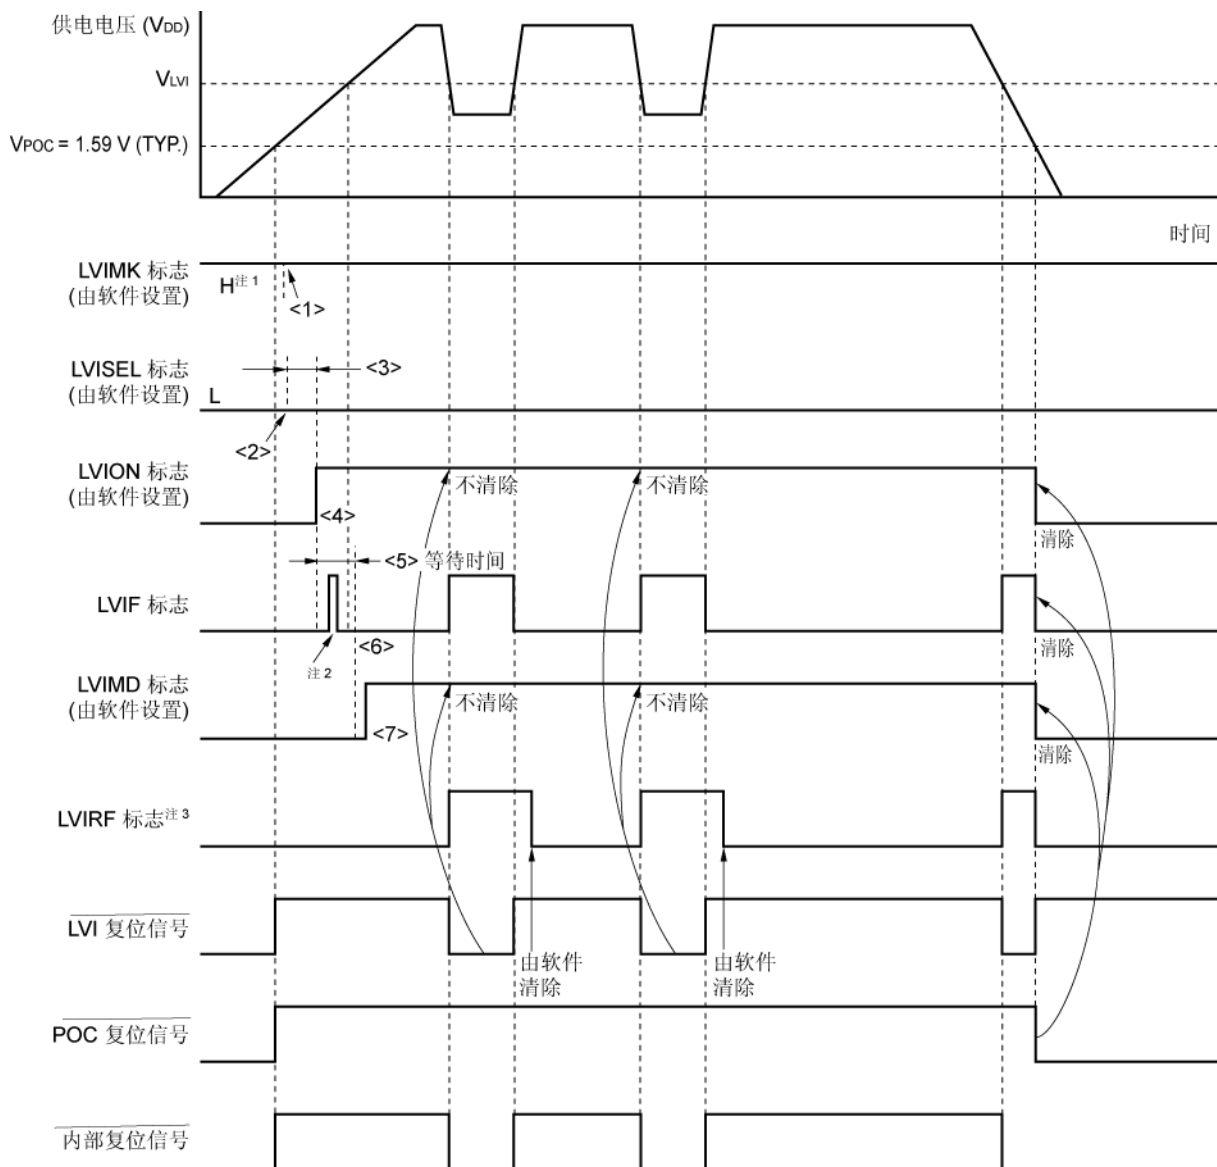 供电电压 (VDD)
VLVI
VPOC = 1.59 V (TYP.)
时间
LVIMK 标志
(由软件设置)
H注 1
<1>
LVISEL 标志
(由软件设置)
<3>
L
<2>
LVION 标志
(由软件设置)
不清除
不清除
<4>
清除
<5> 等待时间
LVIF 标志
<6>
注 2
清除
LVIMD 标志
(由软件设置)
不清除
不清除
<7>
清除
LVIRF 标志注 3
LVI 复位信号
由软件
清除
由软件
清除
POC 复位信号
内部复位信号